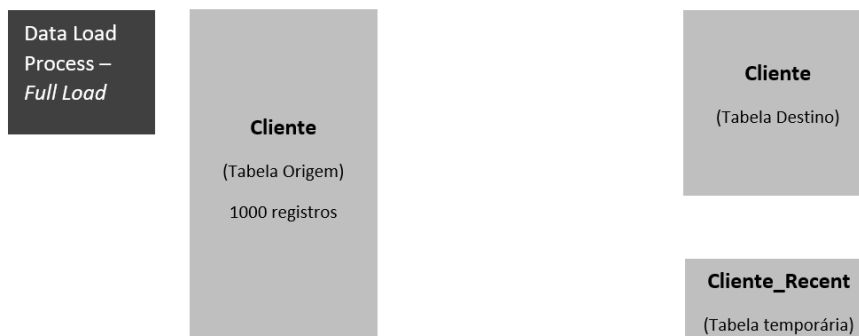 Data Load
Process –
Full Load
Cliente
(Tabela Origem)
1000 registros
Cliente
(Tabela Destino)
Cliente_Recent
(Tabela temporária)